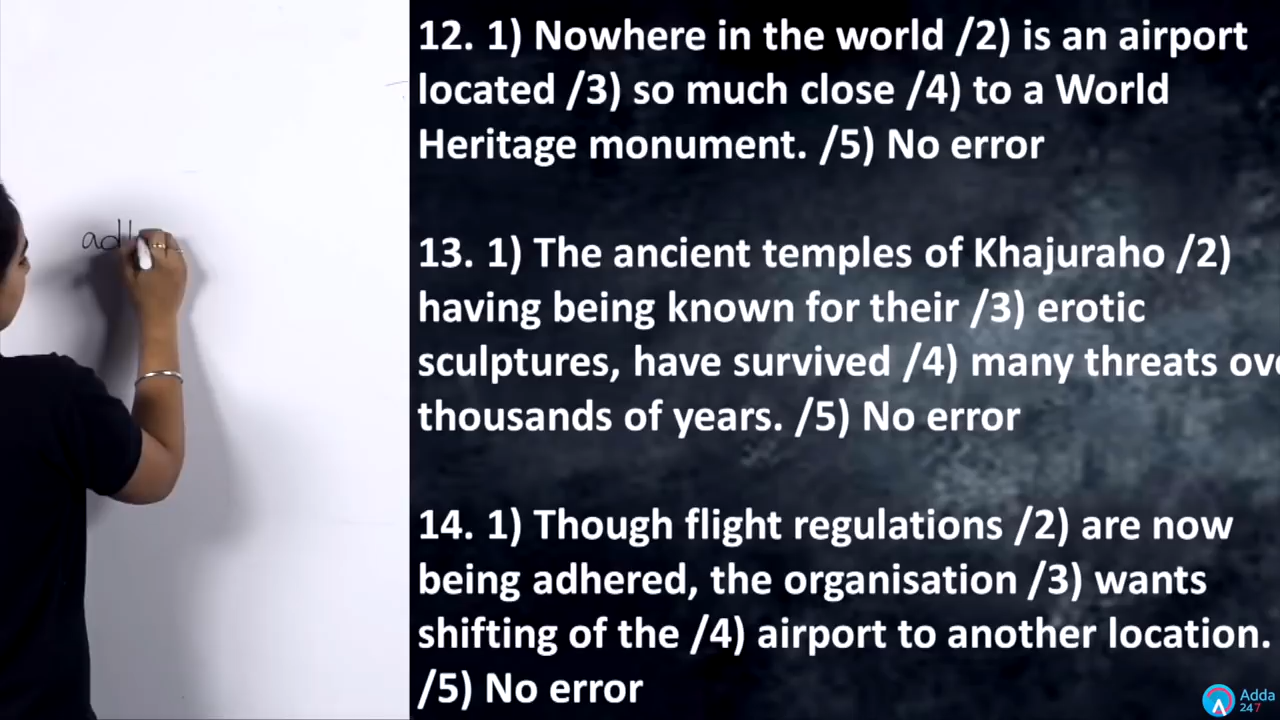 12. 1) Nowhere in the world /2) is an airport
located /3) so much close /4) to a World
Heritage monument. /5) No error
13. 1) The ancient temples of Khajuraho /2)
having being known for their /3) erotic
sculptures, have survived /4) many threats ove
thousands of years. /5) No error
14. 1) Though flight regulations /2) are now
being adhered, the organisation /3) wants
shifting of the /4) airport to another location.
/5) No error
Adda
247